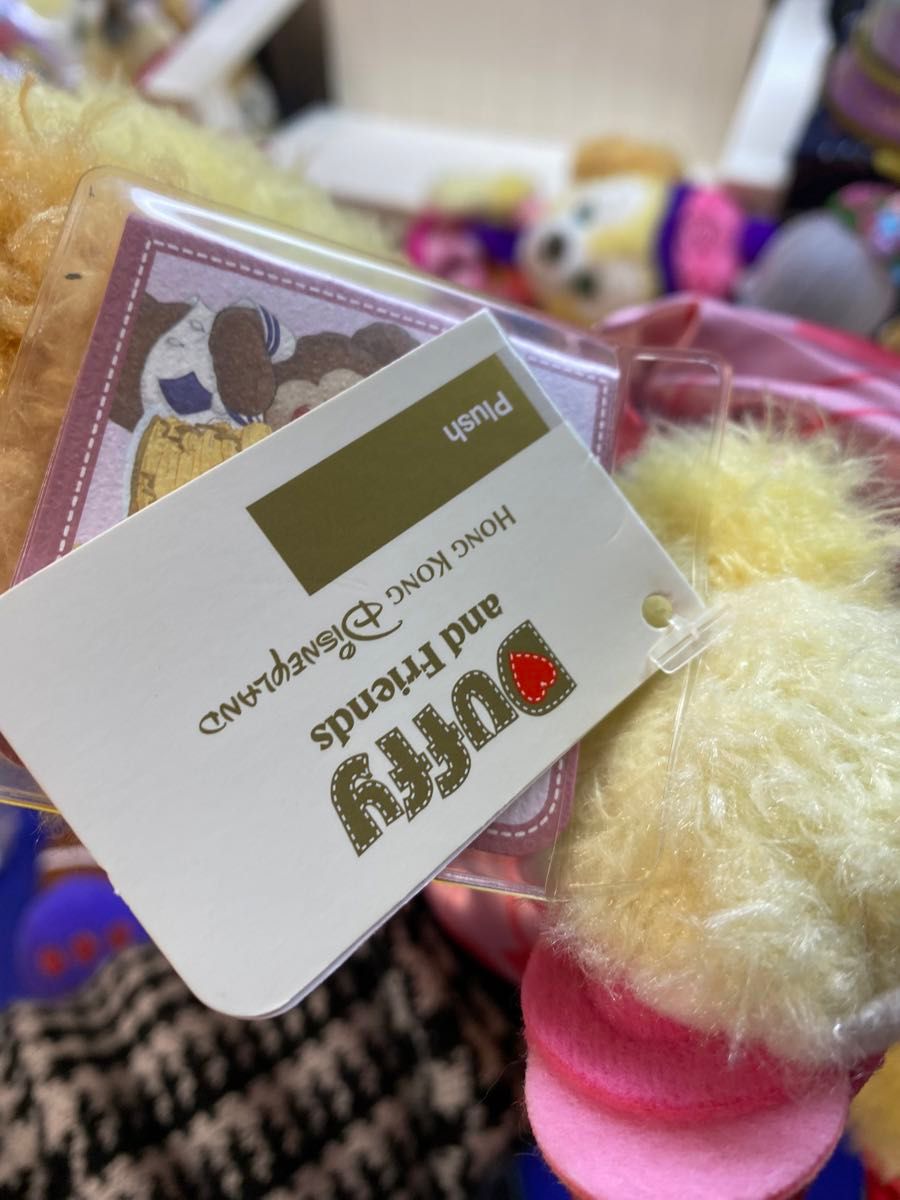 Duffy
and Friends
HONG KONG DISNEYLAND
Plush